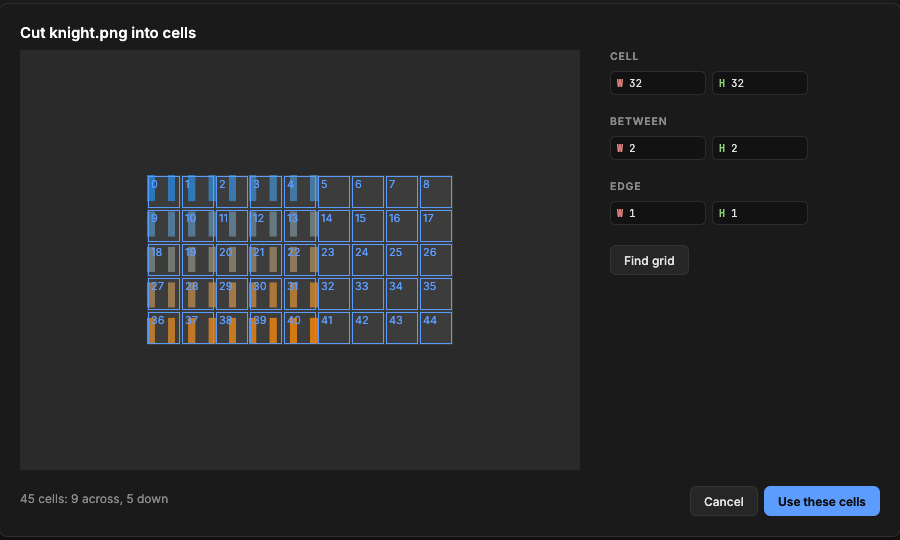 Cut knight.png into cells
CELL
W 32 H 32
BETWEEN
W 2 H 2
EDGE
W 1 H 1
Find grid
0 1 2 3 4 5 6 7 8
9 10 11 12 13 14 15 16 17
18 19 20 21 22 23 24 25 26
27 28 29 30 31 32 33 34 35
36 37 38 39 40 41 42 43 44
45 cells: 9 across, 5 down
Cancel
Use these cells